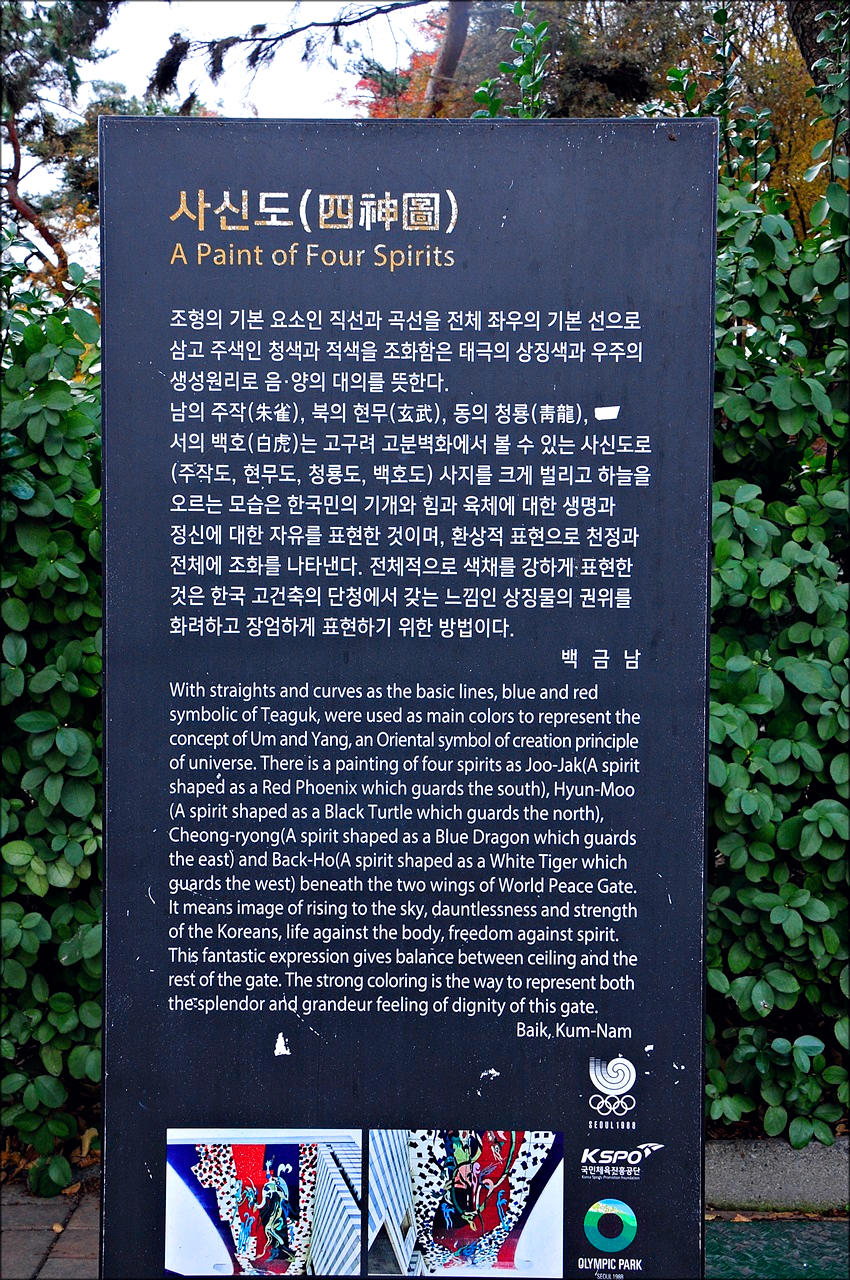 사신도(四神圖)
A Paint of Four Spirits
조형의 기본 요소인 직선과 곡선을 전체 좌우의 기본 선으로
삼고 주색인 청색과 적색을 조화함은 태극의 상징색과 우주의
생성원리로 음·양의 대의를 뜻한다.
남의 주작(朱雀), 북의 현무(玄武), 동의 청룡(靑龍),
서의 백호(白虎)는 고구려 고분벽화에서 볼 수 있는 사신도로
(주작도, 현무도, 청룡도, 백호도) 사지를 크게 벌리고 하늘을
오르는 모습은 한국민의 기개와 힘과 육체에 대한 생명과
정신에 대한 자유를 표현한 것이며, 환상적 표현으로 천정과
전체에 조화를 나타낸다. 전체적으로 색채를 강하게 표현한
것은 한국 고건축의 단청에서 갖는 느낌인 상징물의 권위를
화려하고 장엄하게 표현하기 위한 방법이다.
백 금 남
With straights and curves as the basic lines, blue and red
symbolic of Teaguk, were used as main colors to represent the
concept of Um and Yang, an Oriental symbol of creation principle
of universe. There is a painting of four spirits as Joo-Jak(A spirit
shaped as a Red Phoenix which guards the south), Hyun-Moo
(A spirit shaped as a Black Turtle which guards the north),
Cheong-ryong(A spirit shaped as a Blue Dragon which guards
the east) and Back-Ho(A spirit shaped as a White Tiger which
guards the west) beneath the two wings of World Peace Gate.
It means image of rising to the sky, dauntlessness and strength
of the Koreans, life against the body, freedom against spirit.
This fantastic expression gives balance between ceiling and the
rest of the gate. The strong coloring is the way to represent both
the splendor and grandeur feeling of dignity of this gate.
Baik, Kum-Nam
SEOUL 1988
KSPO
국민체육진흥공단
Korea Sports Promotion Foundation
OLYMPIC PARK
SEOUL 1988